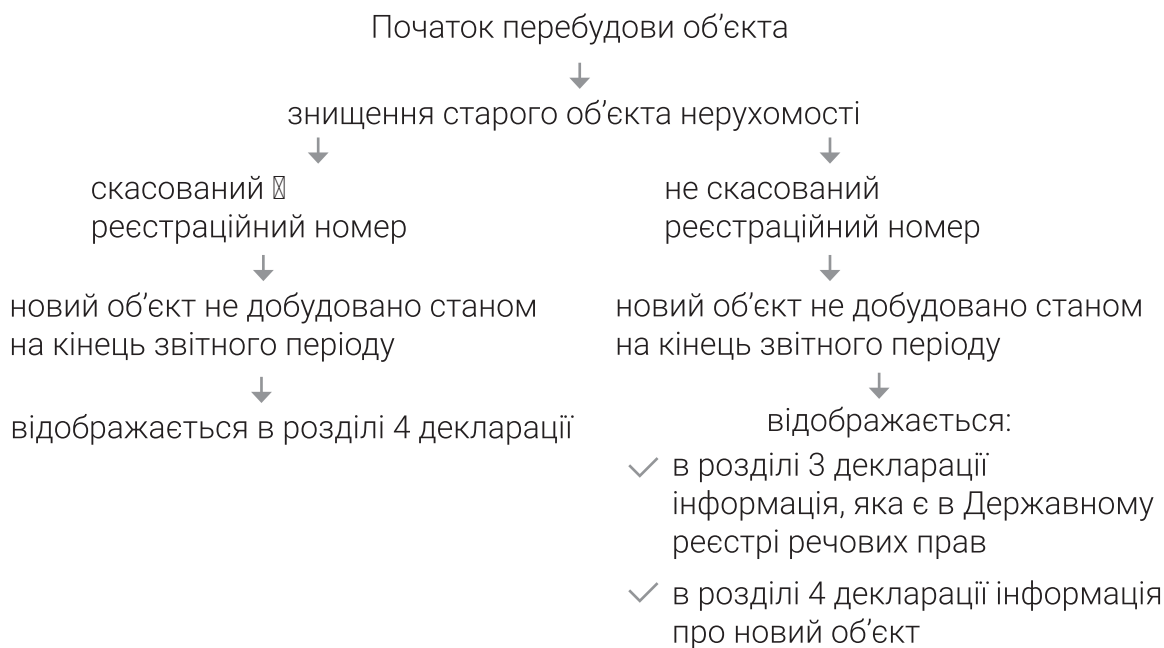 Початок перебудови об’єкта
знищення старого об’єкта нерухомості
скасований
реєстраційний номер
новий об’єкт не добудовано станом
на кінець звітного періоду
відображається в розділі 4 декларації
не скасований
реєстраційний номер
новий об’єкт не добудовано станом
на кінець звітного періоду
відображається:
в розділі 3 декларації
інформація, яка є в Державному
реєстрі речових прав
в розділі 4 декларації інформація
про новий об’єкт